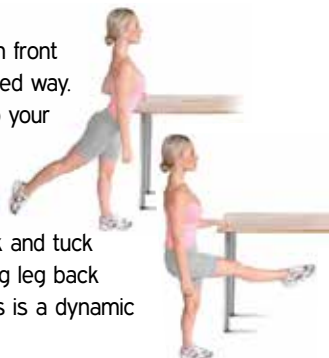 n front
ed way.
your
and tuck
g leg back
s is a dynamic